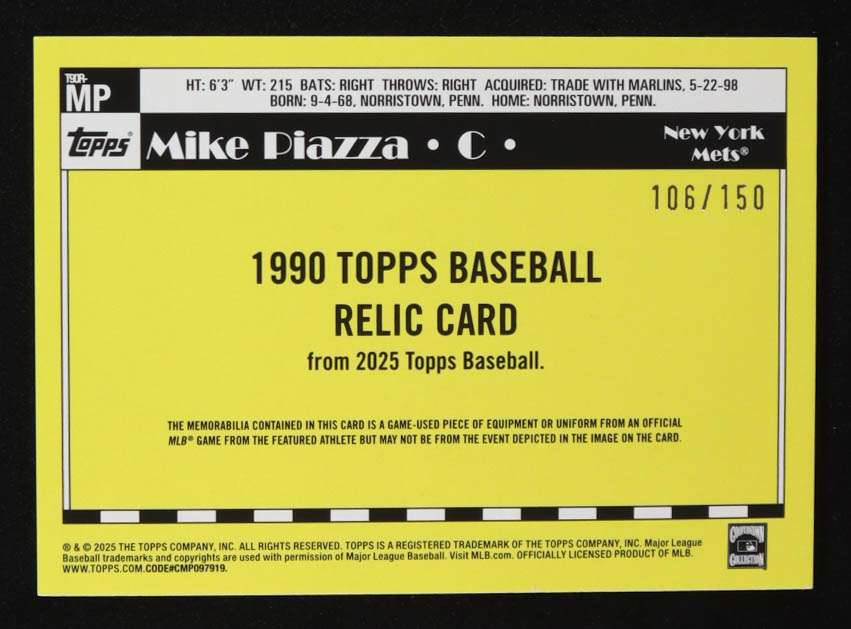 T90R-
MP
HT: 6'3" WT: 215 BATS: RIGHT THROWS: RIGHT ACQUIRED: TRADE WITH MARLINS, 5-22-98
BORN: 9-4-68, NORRISTOWN, PENN. HOME: NORRISTOWN, PENN.
Topps®
Mike Piazza • C •
New York
Mets®
106/150
1990 TOPPS BASEBALL
RELIC CARD
from 2025 Topps Baseball.
THE MEMORABILIA CONTAINED IN THIS CARD IS A GAME-USED PIECE OF EQUIPMENT OR UNIFORM FROM AN OFFICIAL
MLB® GAME FROM THE FEATURED ATHLETE BUT MAY NOT BE FROM THE EVENT DEPICTED IN THE IMAGE ON THE CARD.
® & © 2025 THE TOPPS COMPANY, INC. ALL RIGHTS RESERVED. TOPPS IS A REGISTERED TRADEMARK OF THE TOPPS COMPANY, INC. Major League
Baseball trademarks and copyrights are used with permission of Major League Baseball. Visit MLB.com. OFFICIALLY LICENSED PRODUCT OF MLB.
WWW.TOPPS.COM.CODE#CMP097919.
COOPERSTOWN
COLLECTION